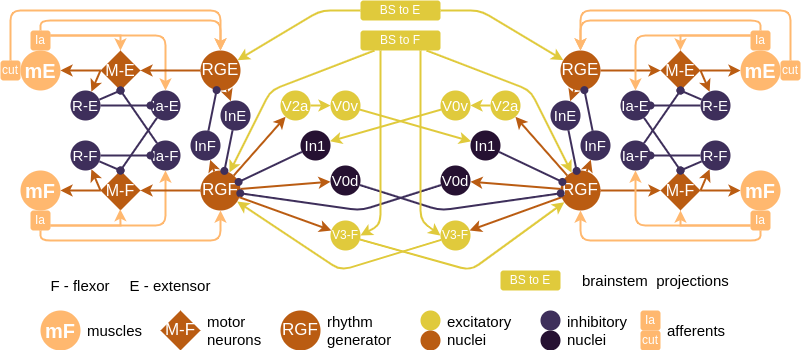 BS to E
BS to F
Ia
Ia
cut
mE
M-E
RGE
RGE
M-E
mE
cut
R-E
Ia-E
InE
V2a
V0v
V0v
V2a
InE
Ia-E
R-E
R-F
Ia-F
InF
In1
In1
InF
Ia-F
R-F
mF
M-F
RGF
V0d
V0d
RGF
M-F
mF
Ia
Ia
V3-F
V3-F
F - flexor E - extensor
BS to E brainstem projections
mF muscles
M-F motor neurons
RGF rhythm generator
excitatory nuclei
inhibitory nuclei
Ia
cut
afferents